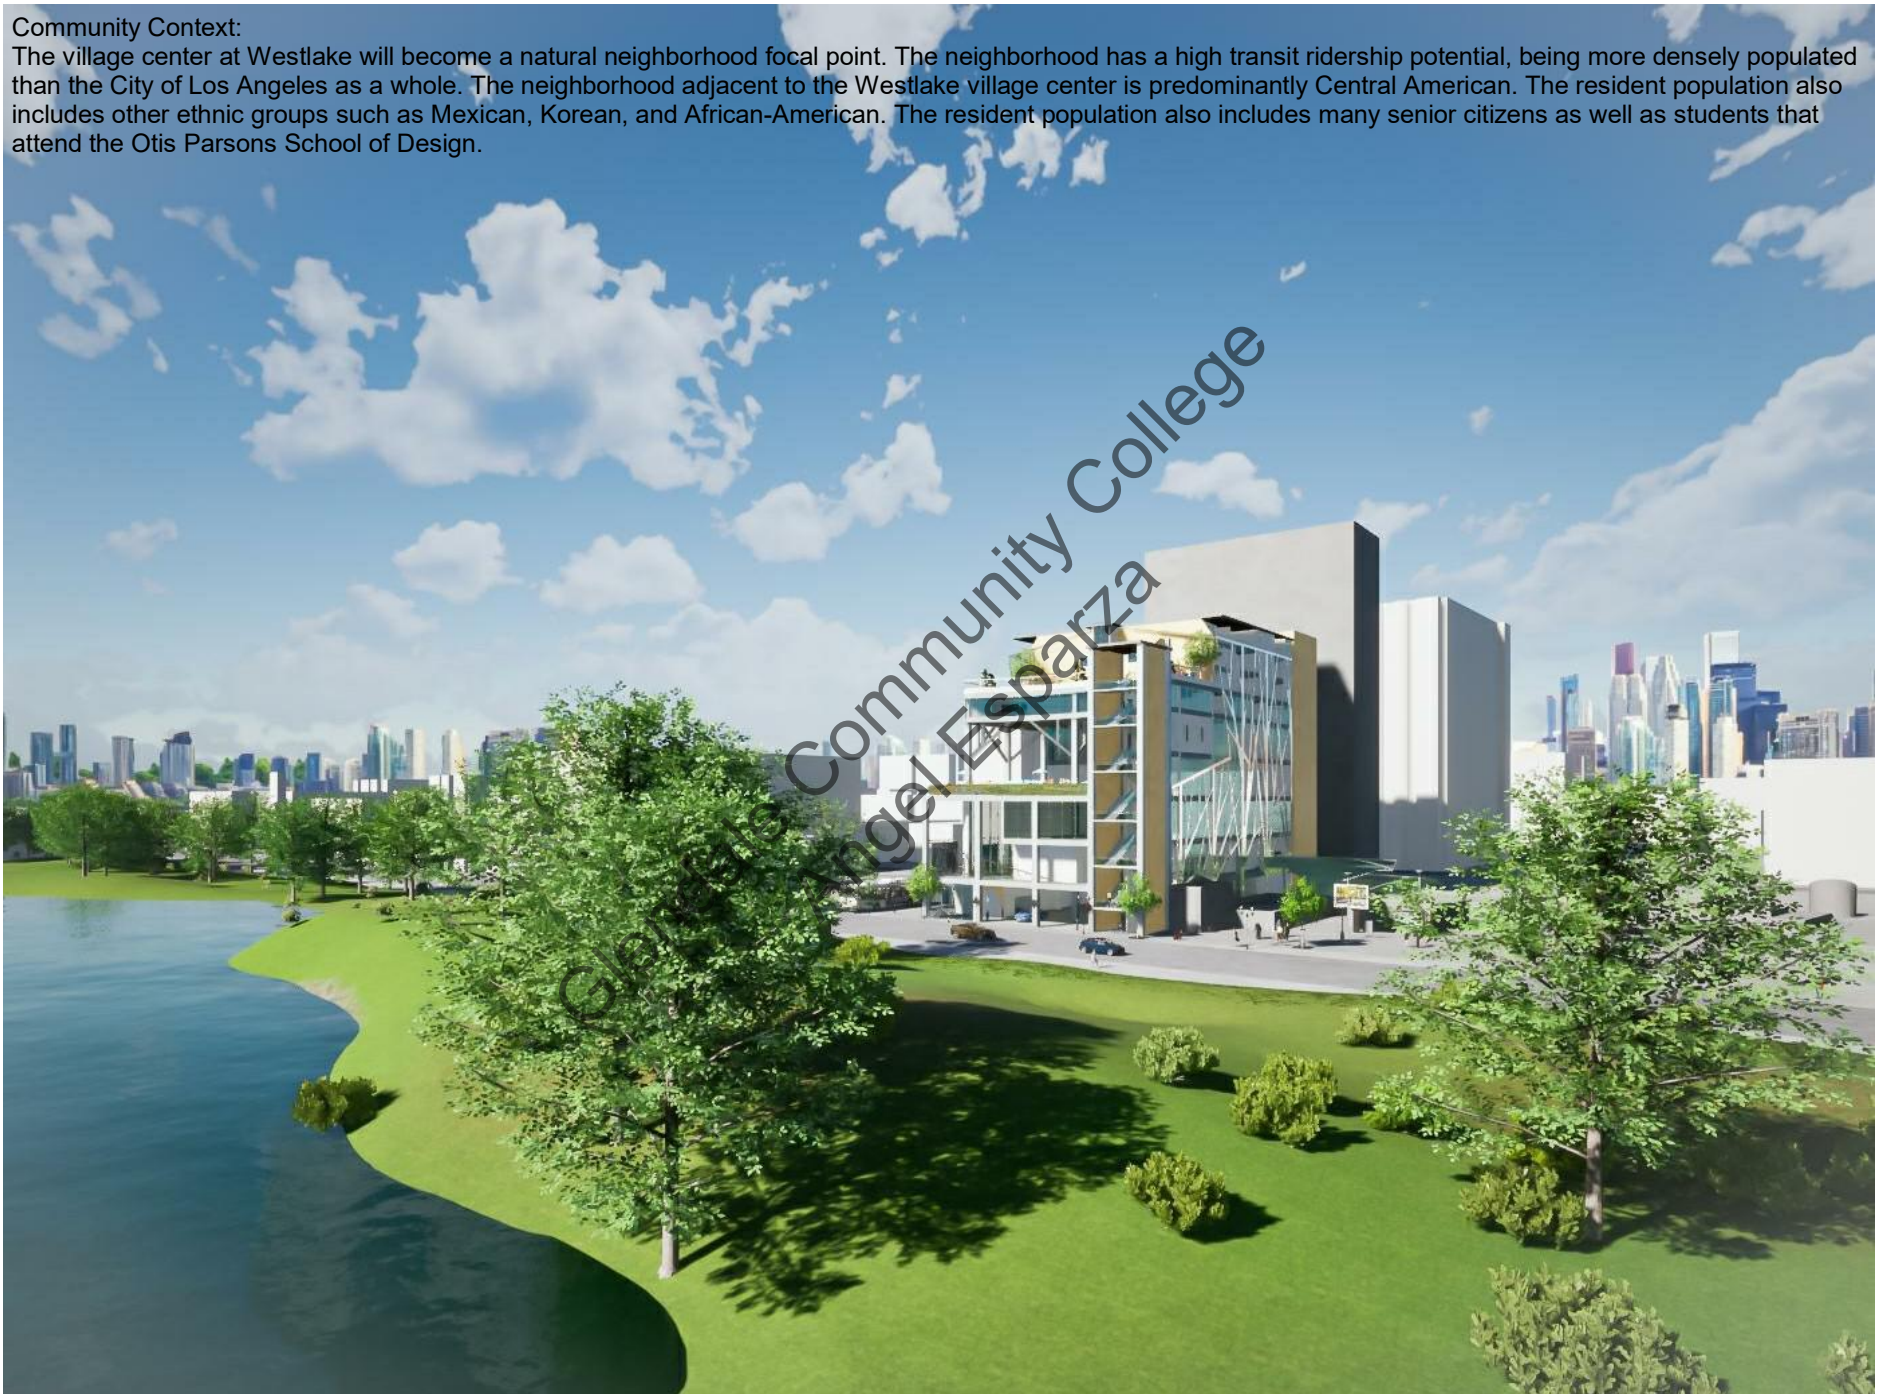 Community Context:
The village center at Westlake will become a natural neighborhood focal point. The neighborhood has a high transit ridership potential, being more densely populated
than the City of Los Angeles as a whole. The neighborhood adjacent to the Westlake village center is predominantly Central American. The resident population also
includes other ethnic groups such as Mexican, Korean, and African-American. The resident population also includes many senior citizens as well as students that
attend the Otis Parsons School of Design.
Glendale Community College
Angel Esparza